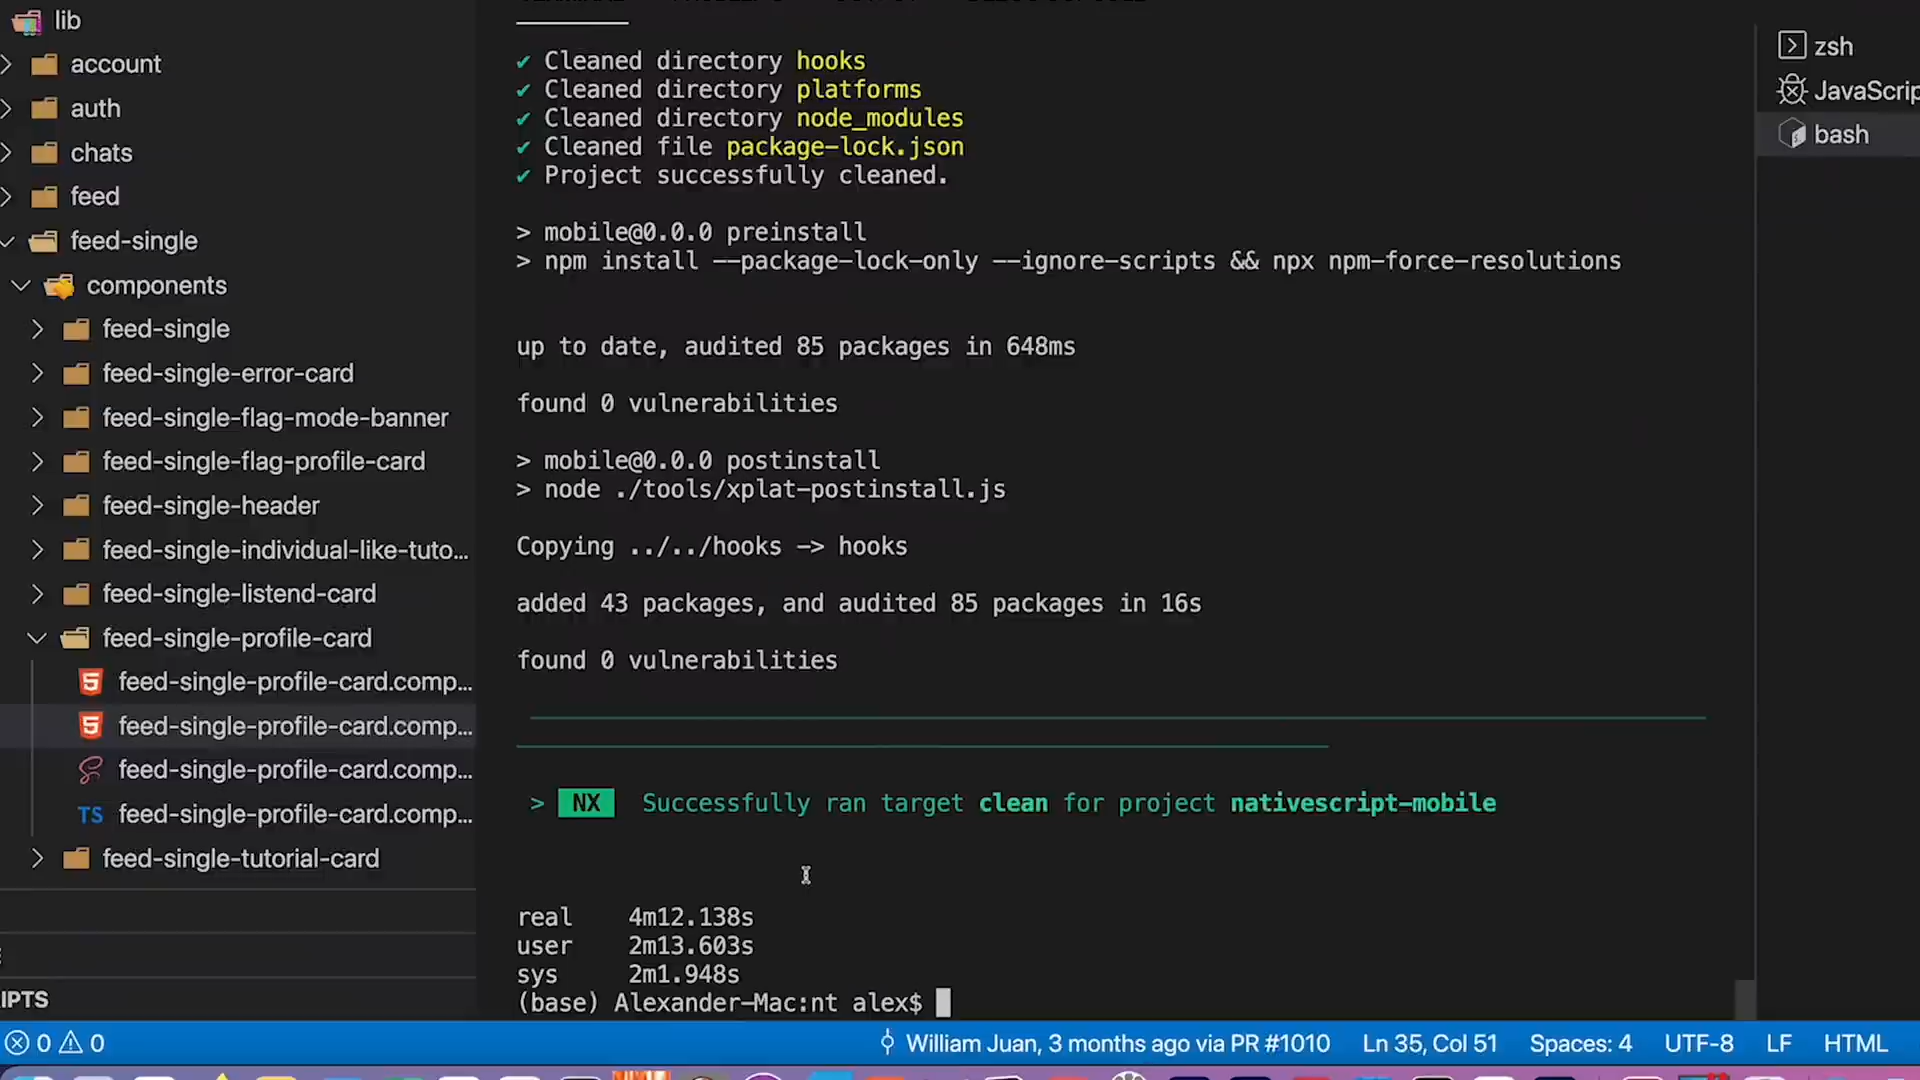 lib
account
auth
chats
feed
feed-single
components
feed-single
feed-single-error-card
feed-single-flag-mode-banner
feed-single-flag-profile-card
feed-single-header
feed-single-individual-like-tuto...
feed-single-listend-card
feed-single-profile-card
feed-single-profile-card.comp...
feed-single-profile-card.comp...
feed-single-profile-card.comp...
TS feed-single-profile-card.comp...
feed-single-tutorial-card
IPTS
✔ Cleaned directory hooks
✔ Cleaned directory platforms
✔ Cleaned directory node_modules
✔ Cleaned file package-lock.json
✔ Project successfully cleaned.
> mobile@0.0.0 preinstall
> npm install --package-lock-only --ignore-scripts && npx npm-force-resolutions
up to date, audited 85 packages in 648ms
found 0 vulnerabilities
> mobile@0.0.0 postinstall
> node ./tools/xplat-postinstall.js
Copying ../../hooks -> hooks
added 43 packages, and audited 85 packages in 16s
found 0 vulnerabilities
> NX Successfully ran target clean for project nativescript-mobile
real 4m12.138s
user 2m13.603s
sys 2m1.948s
(base) Alexander-Mac:nt alex$
zsh
JavaScrip
bash
0 0
William Juan, 3 months ago via PR #1010
Ln 35, Col 51
Spaces: 4
UTF-8
LF
HTML